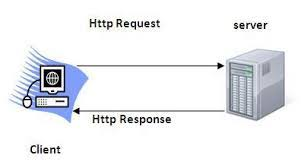 Http Request
server
Http Response
Client